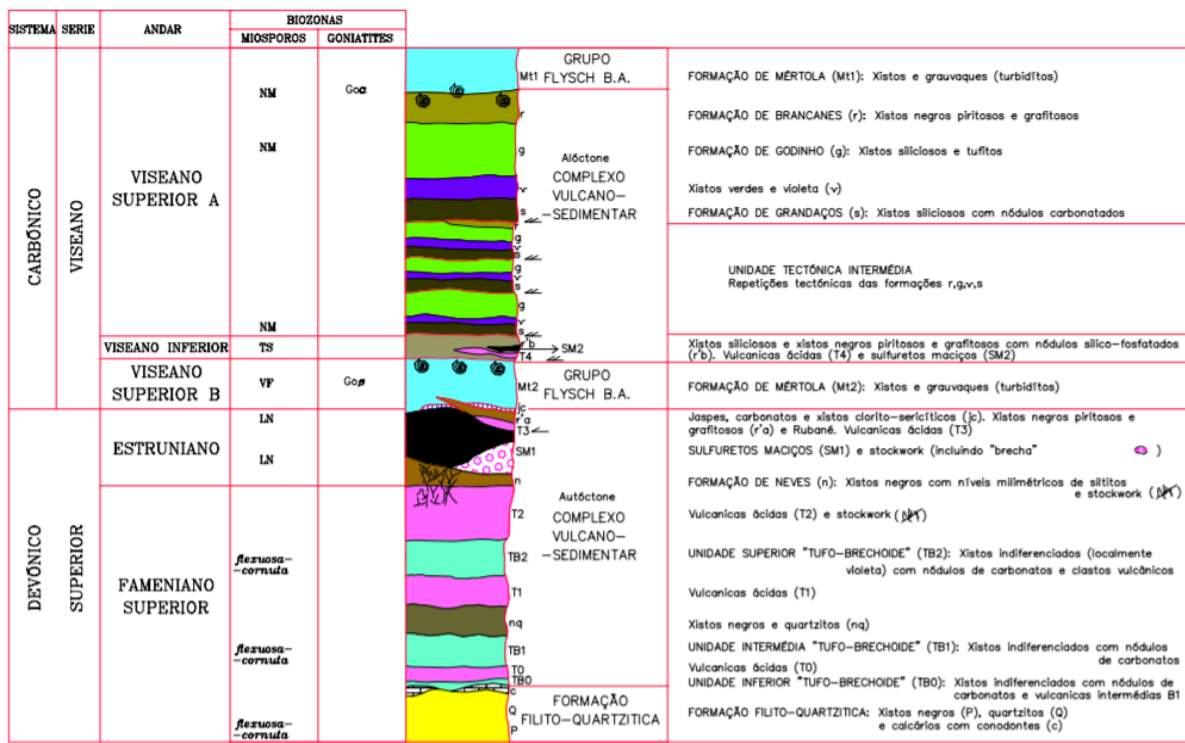 SISTEMA SERIE ANDAR BIOZONAS
MIOSPOROS GONIATITES
CARBÓNICO
VISEANO
VISEANO
SUPERIOR A
NM Goα
NM
NM
Mt1
GRUPO
FLYSCH B.A.
FORMAÇÃO DE MÉRTOLA (Mt1): Xistos e grauvaques (turbidítos)
r
FORMAÇÃO DE BRANCANES (r): Xistos negros piritosos e grafitosos
g
Alóctone
COMPLEXO
VULCANO-
-SEDIMENTAR
FORMAÇÃO DE GODINHO (g): Xistos siliciosos e tufitos
v
Xistos verdes e violeta (v)
s
FORMAÇÃO DE GRANDAÇOS (s): Xistos siliciosos com nódulos carbonatados
r
g
v
s
g
v
s
g
v
s
UNIDADE TECTÓNICA INTERMÉDIA
Repetições tectónicas das formações r,g,v,s
VISEANO INFERIOR TS
r'b
T4
SM2
Xistos siliciosos e xistos negros piritosos e grafitosos com nódulos silico-fosfatados
(r'b). Vulcanicas ácidas (T4) e sulfuretos maciços (SM2)
VISEANO
SUPERIOR B
VF Goβ
Mt2
GRUPO
FLYSCH B.A.
FORMAÇÃO DE MÉRTOLA (Mt2): Xistos e grauvaques (turbidítos)
DEVÓNICO
SUPERIOR
ESTRUNIANO
LN
LN
jc
r'a
T3
Jaspes, carbonatos e xistos clorito-sericíticos (jc). Xistos negros piritosos e
grafitosos (r'a) e Rubané. Vulcanicas ácidas (T3)
SM1
SULFURETOS MACIÇOS (SM1) e stockwork (incluindo "brecha" )
n
FORMAÇÃO DE NEVES (n): Xistos negros com níveis milimétricos de siltitos
e stockwork ( )
FAMENIANO
SUPERIOR
T2
Autóctone
COMPLEXO
VULCANO-
-SEDIMENTAR
Vulcanicas ácidas (T2) e stockwork ( )
flexuosa-
-cornuta
TB2
UNIDADE SUPERIOR "TUFO-BRECHOIDE" (TB2): Xistos indiferenciados (localmente
violeta) com nódulos de carbonatos e clastos vulcânicos
T1
Vulcanicas ácidas (T1)
nq
Xistos negros e quartzitos (nq)
flexuosa-
-cornuta
TB1
UNIDADE INTERMÉDIA "TUFO-BRECHOIDE" (TB1): Xistos indiferenciados com nódulos
de carbonatos
T0
Vulcanicas ácidas (T0)
TB0
UNIDADE INFERIOR "TUFO-BRECHOIDE" (TB0): Xistos indiferenciados com nódulos de
carbonatos e vulcanicas intermédias B1
flexuosa-
-cornuta
c
Q
P
FORMAÇÃO
FILITO-QUARTZITICA
FORMAÇÃO FILITO-QUARTZITICA: Xistos negros (P), quartzitos (Q)
e calcários com conodontes (c)